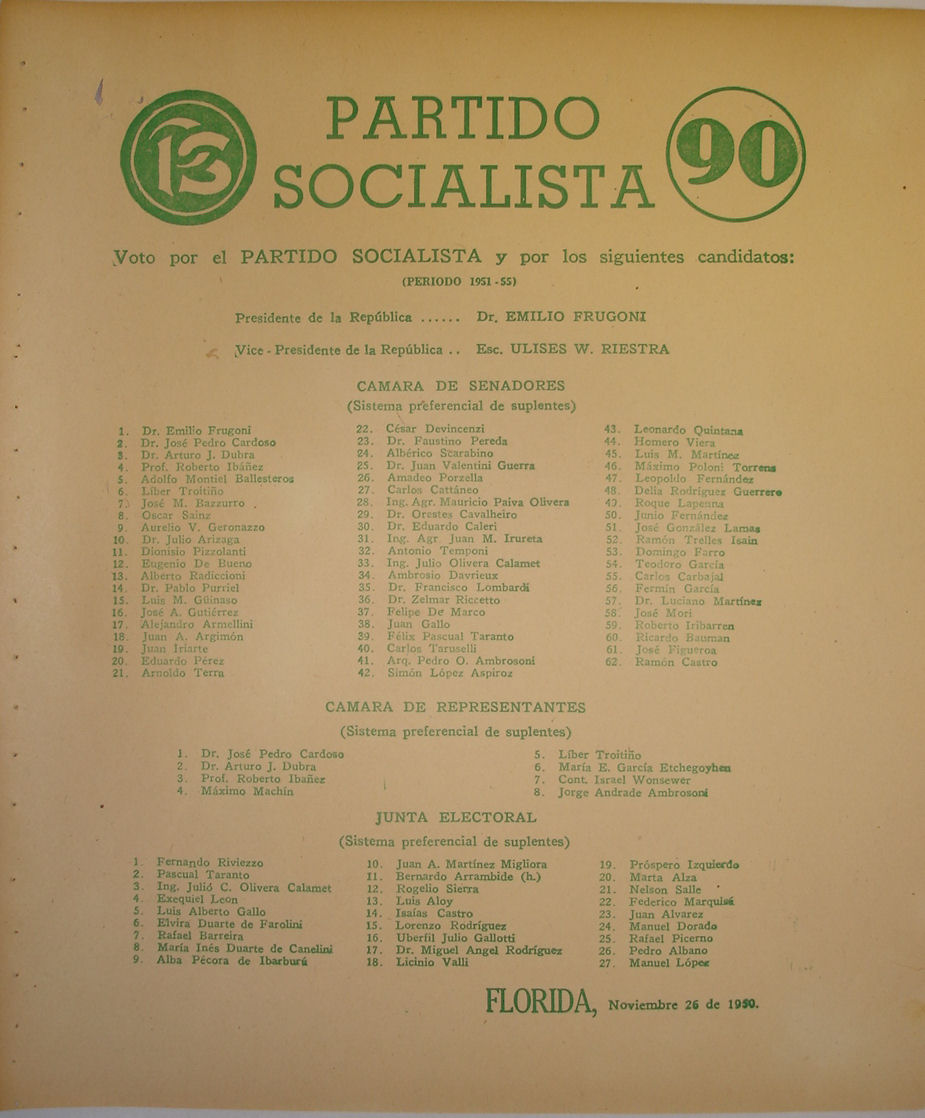 PS
PARTIDO
SOCIALISTA
90
Voto por el PARTIDO SOCIALISTA y por los siguientes candidatos:
(PERIODO 1951-55)
Presidente de la República ...... Dr. EMILIO FRUGONI
Vice-Presidente de la República .. Esc. ULISES W. RIESTRA
CAMARA DE SENADORES
(Sistema preferencial de suplentes)
1. Dr. Emilio Frugoni
2. Dr. José Pedro Cardoso
3. Dr. Arturo J. Dubra
4. Prof. Roberto Ibáñez
5. Adolfo Montiel Ballesteros
6. Líber Troitiño
7. José M. Bazzurro
8. Oscar Sainz
9. Aurelio V. Geronazzo
10. Dr. Julio Arizaga
11. Dionisio Pizzolanti
12. Eugenio De Bueno
13. Alberto Radiccioni
14. Dr. Pablo Purriel
15. Luis M. Güinaso
16. José A. Gutiérrez
17. Alejandro Armellini
18. Juan A. Argimón
19. Juan Iriarte
20. Eduardo Pérez
21. Arnoldo Terra
22. César Devincenzi
23. Dr. Faustino Pereda
24. Albérico Scarabino
25. Dr. Juan Valentini Guerra
26. Amadeo Porzella
27. Carlos Cattáneo
28. Ing. Agr. Mauricio Paiva Olivera
29. Dr. Orestes Cavalheiro
30. Dr. Eduardo Caleri
31. Ing. Agr. Juan M. Irureta
32. Antonio Temponi
33. Ing. Julio Olivera Calamet
34. Ambrosio Davrieux
35. Dr. Francisco Lombardi
36. Dr. Zelmar Riccetto
37. Felipe De Marco
38. Juan Gallo
39. Félix Pascual Taranto
40. Carlos Taruselli
41. Arq. Pedro O. Ambrosoni
42. Simón López Aspiroz
43. Leonardo Quintana
44. Homero Viera
45. Luis M. Martínez
46. Máximo Poloni Torrens
47. Leopoldo Fernández
48. Delia Rodríguez Guerrero
49. Roque Lapenna
50. Junio Fernández
51. José González Lamas
52. Ramón Trelles Isain
53. Domingo Farro
54. Teodoro García
55. Carlos Carbajal
56. Fermín García
57. Dr. Luciano Martínez
58. José Mori
59. Roberto Iribarren
60. Ricardo Bauman
61. José Figueroa
62. Ramón Castro
CAMARA DE REPRESENTANTES
(Sistema preferencial de suplentes)
1. Dr. José Pedro Cardoso
2. Dr. Arturo J. Dubra
3. Prof. Roberto Ibañez
4. Máximo Machín
5. Líber Troitiño
6. María E. García Etchegoyhen
7. Cont. Israel Wonsewer
8. Jorge Andrade Ambrosoni
JUNTA ELECTORAL
(Sistema preferencial de suplentes)
1. Fernando Riviezzo
2. Pascual Taranto
3. Ing. Julio C. Olivera Calamet
4. Exequiel Leon
5. Luis Alberto Gallo
6. Elvira Duarte de Farolini
7. Rafael Barreira
8. María Inés Duarte de Canelini
9. Alba Pécora de Ibarburú
10. Juan A. Martínez Migliora
11. Bernardo Arrambide (h.)
12. Rogelio Sierra
13. Luis Aloy
14. Isaías Castro
15. Lorenzo Rodríguez
16. Uberfil Julio Gallotti
17. Dr. Miguel Angel Rodríguez
18. Licinio Valli
19. Próspero Izquierdo
20. Marta Alza
21. Nelson Salle
22. Federico Marquisá
23. Juan Alvarez
24. Manuel Dorado
25. Rafael Picerno
26. Pedro Albano
27. Manuel López
FLORIDA, Noviembre 26 de 1950.